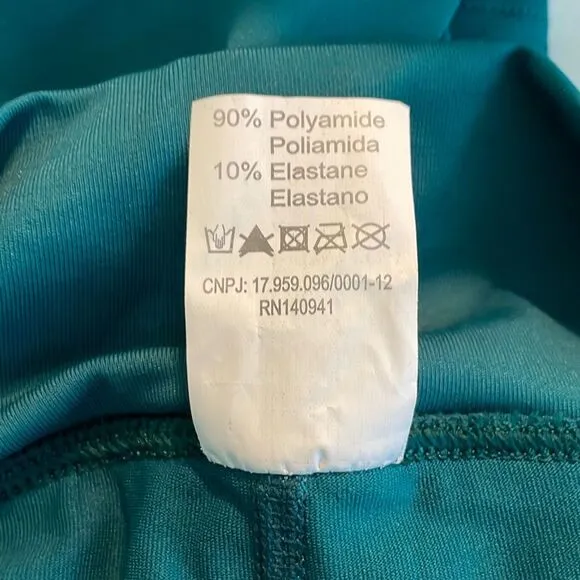 90% Polyamide
Poliamida
10% Elastane
Elastano
CNPJ: 17.959.096/0001-12
RN140941